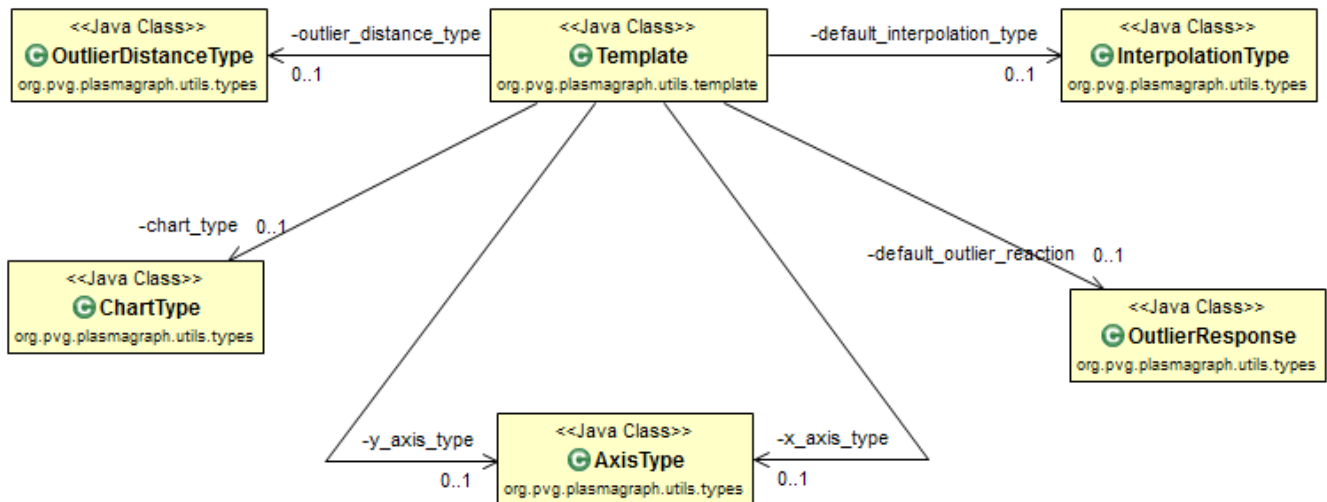 <<Java Class>>
OutlierDistanceType
org.pvg.plasmagraph.utils.types
-outlier_distance_type
0..1
<<Java Class>>
Template
org.pvg.plasmagraph.utils.template
-default_interpolation_type
0..1
<<Java Class>>
InterpolationType
org.pvg.plasmagraph.utils.types
-chart_type 0..1
-default_outlier_reaction 0..1
<<Java Class>>
ChartType
org.pvg.plasmagraph.utils.types
<<Java Class>>
OutlierResponse
org.pvg.plasmagraph.utils.types
-y_axis_type
0..1
<<Java Class>>
AxisType
org.pvg.plasmagraph.utils.types
-x_axis_type
0..1